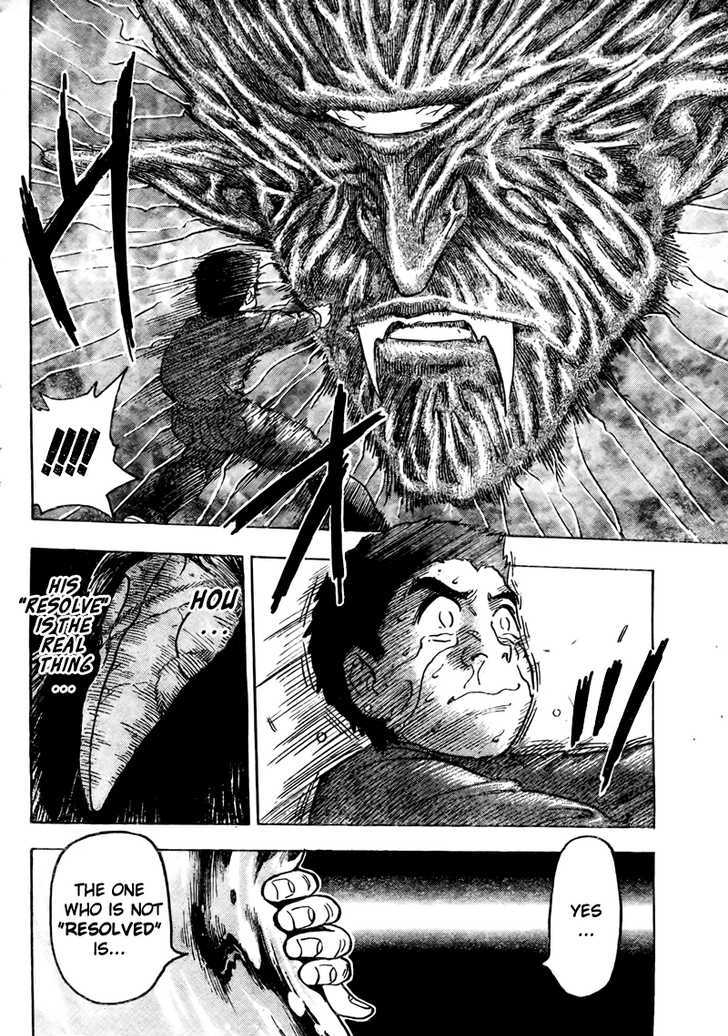 !!!!
HOU
...
HIS
"RESOLVE"
IS THE
REAL
THING
...
YES
...
THE ONE
WHO IS NOT
"RESOLVED"
IS...